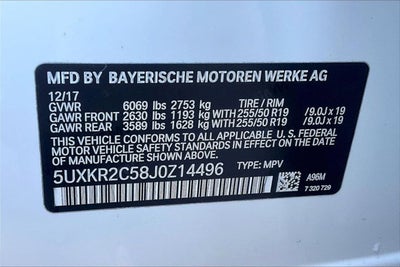 MFD BY BAYERISCHE MOTOREN WERKE AG
12/17
GVWR 6069 lbs 2753 kg TIRE / RIM
GAWR FRONT 2630 lbs 1193 kg WITH 255/50 R19 /9.0J x 19
GAWR REAR 3589 lbs 1628 kg WITH 255/50 R19 /9.0J x 19
THIS VEHICLE CONFORMS TO ALL APPLICABLE U. S. FEDERAL
MOTOR VEHICLE SAFETY STANDARDS IN EFFECT ON THE
DATE OF MANUFACTURE SHOWN ABOVE.
5UXKR2C58J0Z14496 TYPE: MPV
A96M
7 320 729